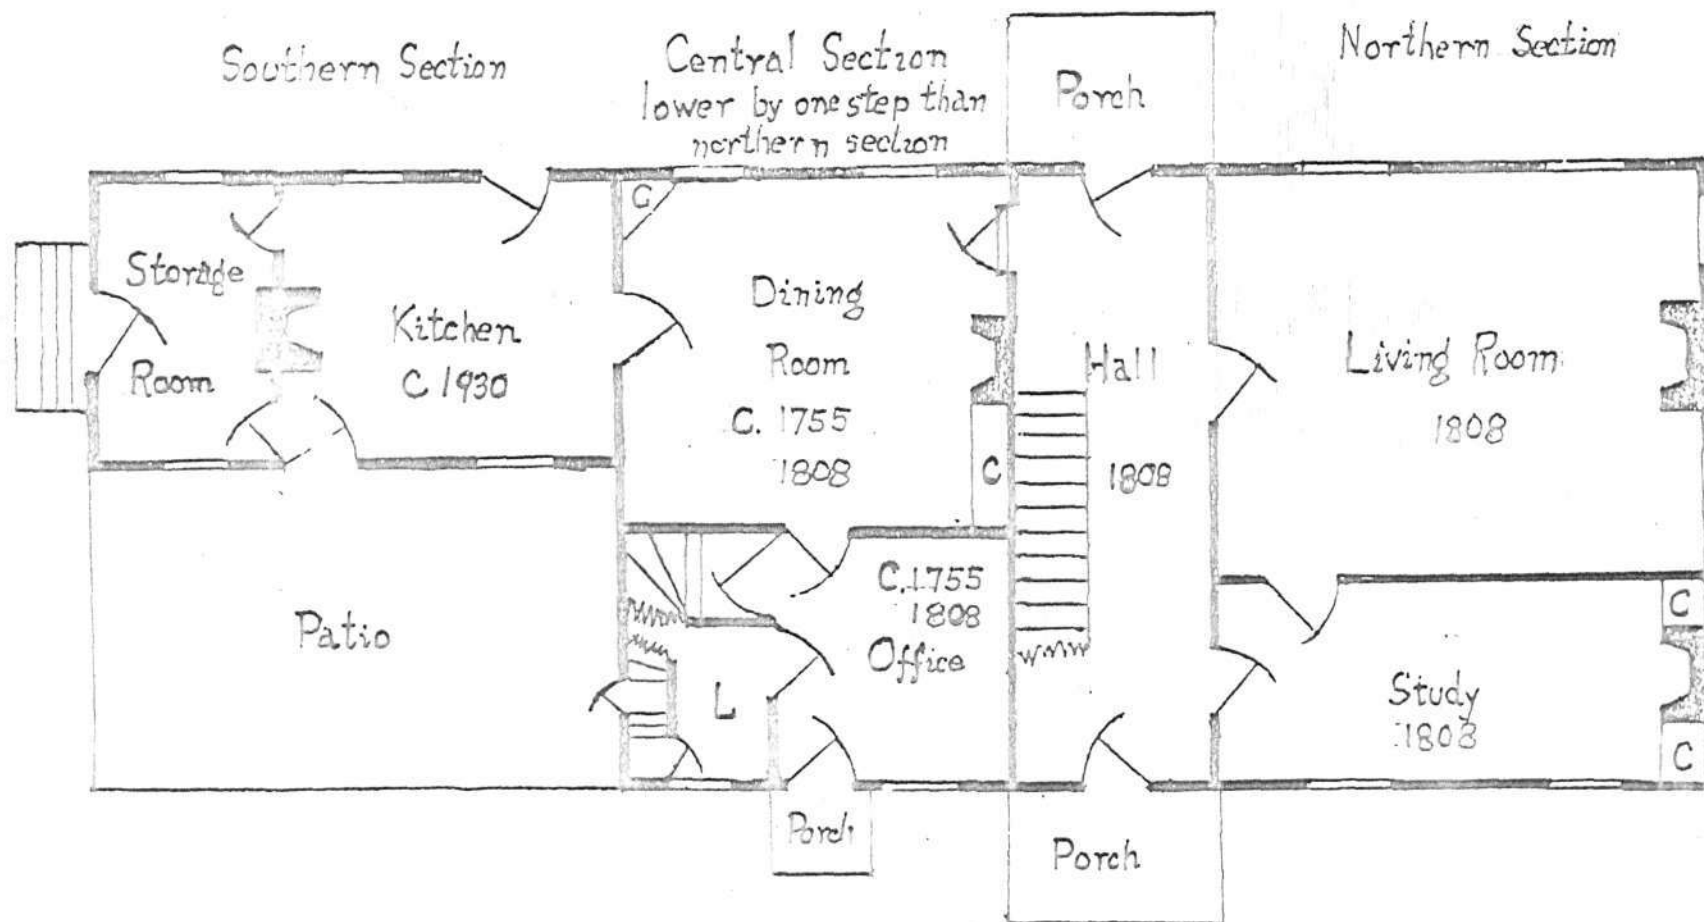 Southern Section
Central Section
lower by one step than
northern section
Northern Section
Porch
C
Storage
Room
Kitchen
C 1930
Dining
Room
C. 1755
1808
C
Hall
1808
Living Room
1808
Patio
C. 1755
1808
Office
L
C
Study
1808
C
Porch
Porch